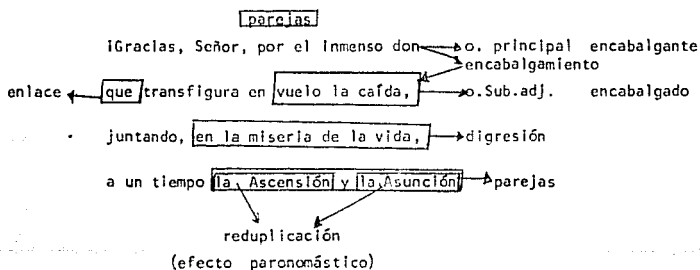 parejas
¡Gracias, Señor, por el inmenso don o. principal encabalgante
encabalgamiento
enlace que transfigura en vuelo la caída, o.Sub.adj. encabalgado
juntando, en la miseria de la vida, digresión
a un tiempo la Ascensión y la Asunción parejas
reduplicación
(efecto paronomástico)